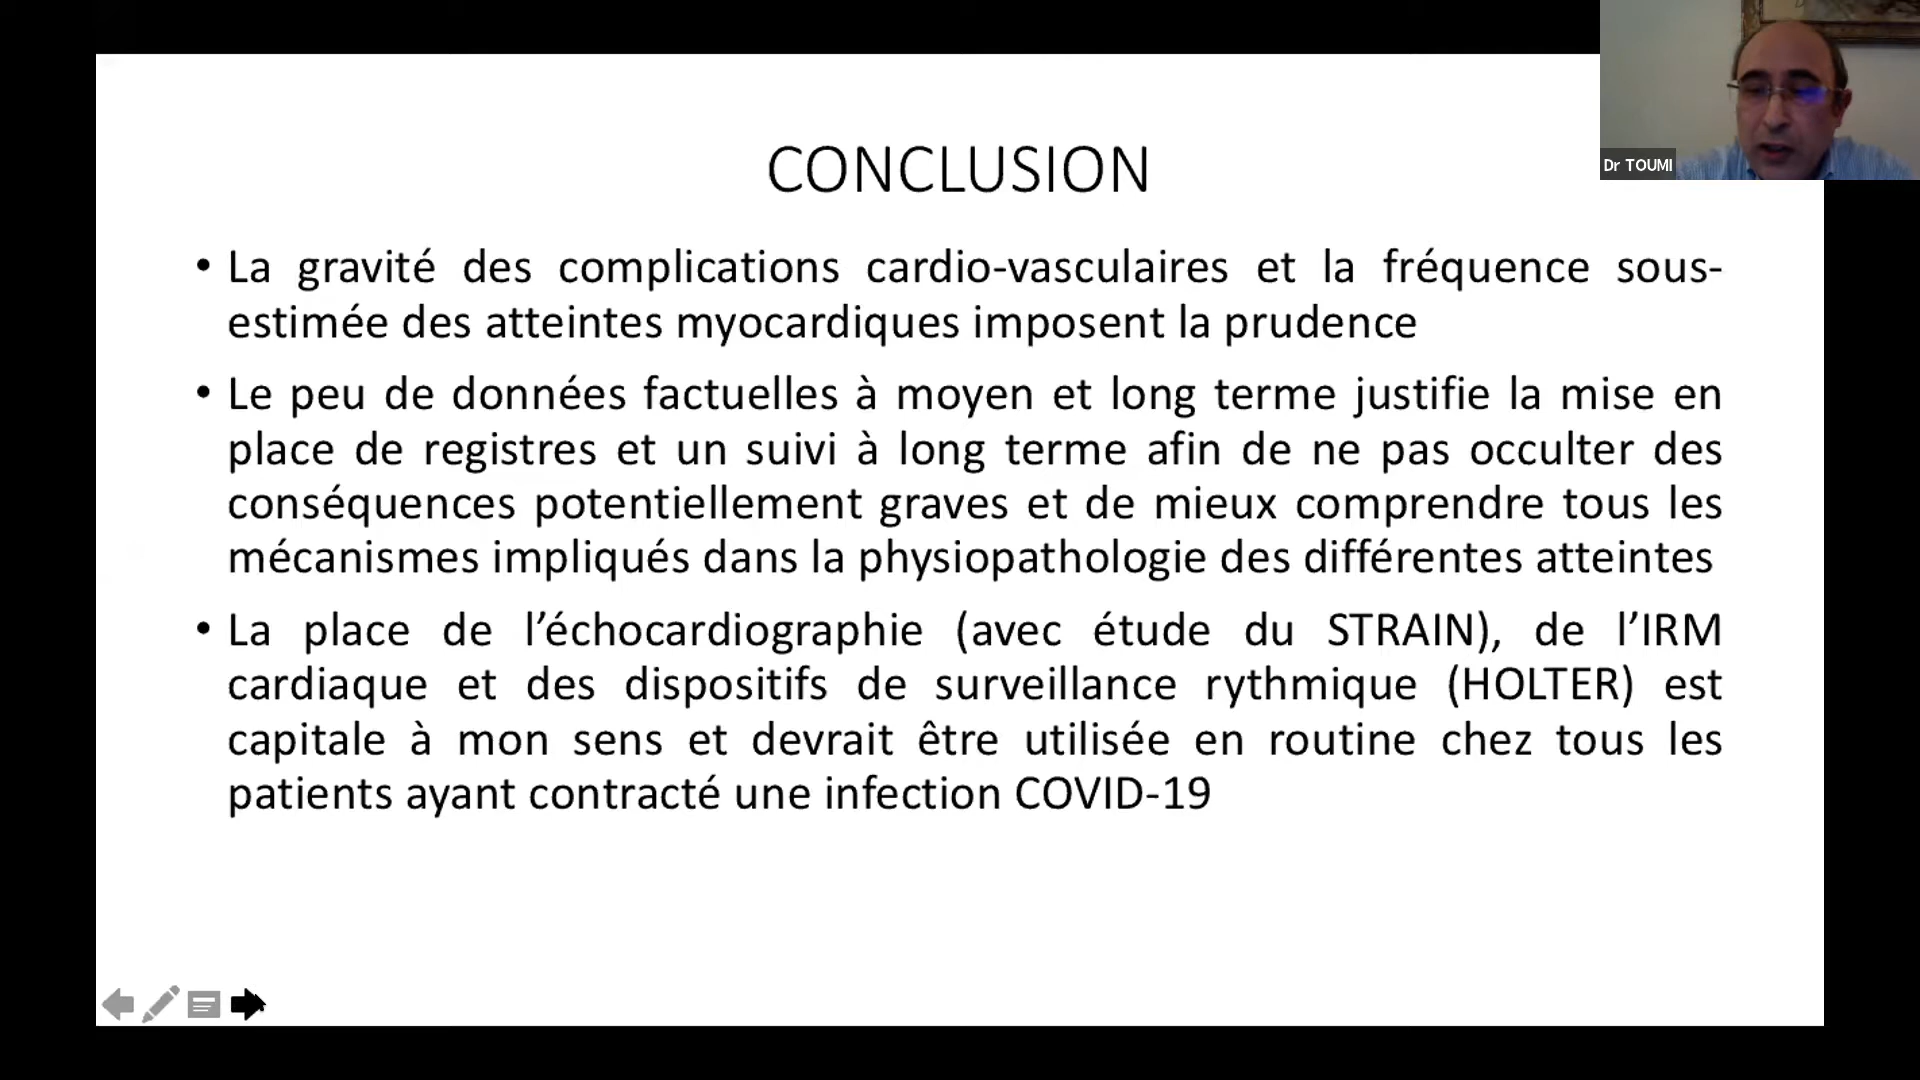 Dr TOUMI
CONCLUSION
• La gravité des complications cardio-vasculaires et la fréquence sous-
estimée des atteintes myocardiques imposent la prudence
• Le peu de données factuelles à moyen et long terme justifie la mise en
place de registres et un suivi à long terme afin de ne pas occulter des
conséquences potentiellement graves et de mieux comprendre tous les
mécanismes impliqués dans la physiopathologie des différentes atteintes
• La place de l’échocardiographie (avec étude du STRAIN), de l’IRM
cardiaque et des dispositifs de surveillance rythmique (HOLTER) est
capitale à mon sens et devrait être utilisée en routine chez tous les
patients ayant contracté une infection COVID-19